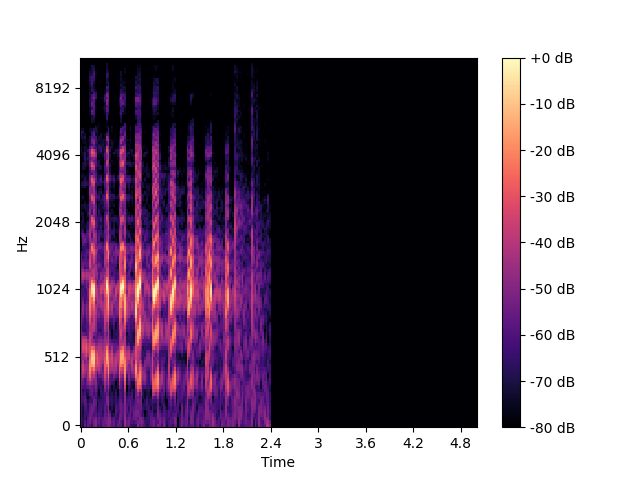 +0 dB
8192
-10 dB
4096
-20 dB
-30 dB
2048
Hz
-40 dB
1024
-50 dB
512
-60 dB
-70 dB
0
-80 dB
0 0.6 1.2 1.8 2.4 3 3.6 4.2 4.8
Time